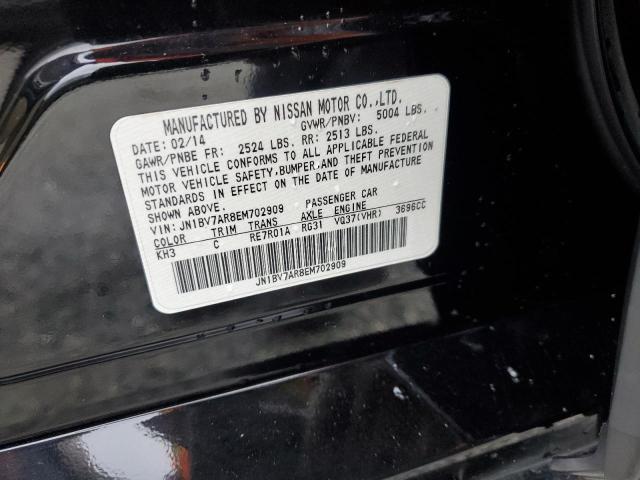 MANUFACTURED BY NISSAN MOTOR CO.,LTD.
DATE: 02/14 GVWR/PNBV: 5004 LBS.
GAWR/PNBE FR: 2524 LBS. RR: 2513 LBS.
THIS VEHICLE CONFORMS TO ALL APPLICABLE FEDERAL
MOTOR VEHICLE SAFETY,BUMPER,AND THEFT PREVENTION
STANDARDS IN EFFECT ON THE DATE OF MANUFACTURE
SHOWN ABOVE.
VIN: JN1BV7AR8EM702909 PASSENGER CAR
COLOR TRIM TRANS AXLE ENGINE
KH3 C RE7R01A RG31 VQ37(VHR) 3696CC
JN1BV7AR8EM702909